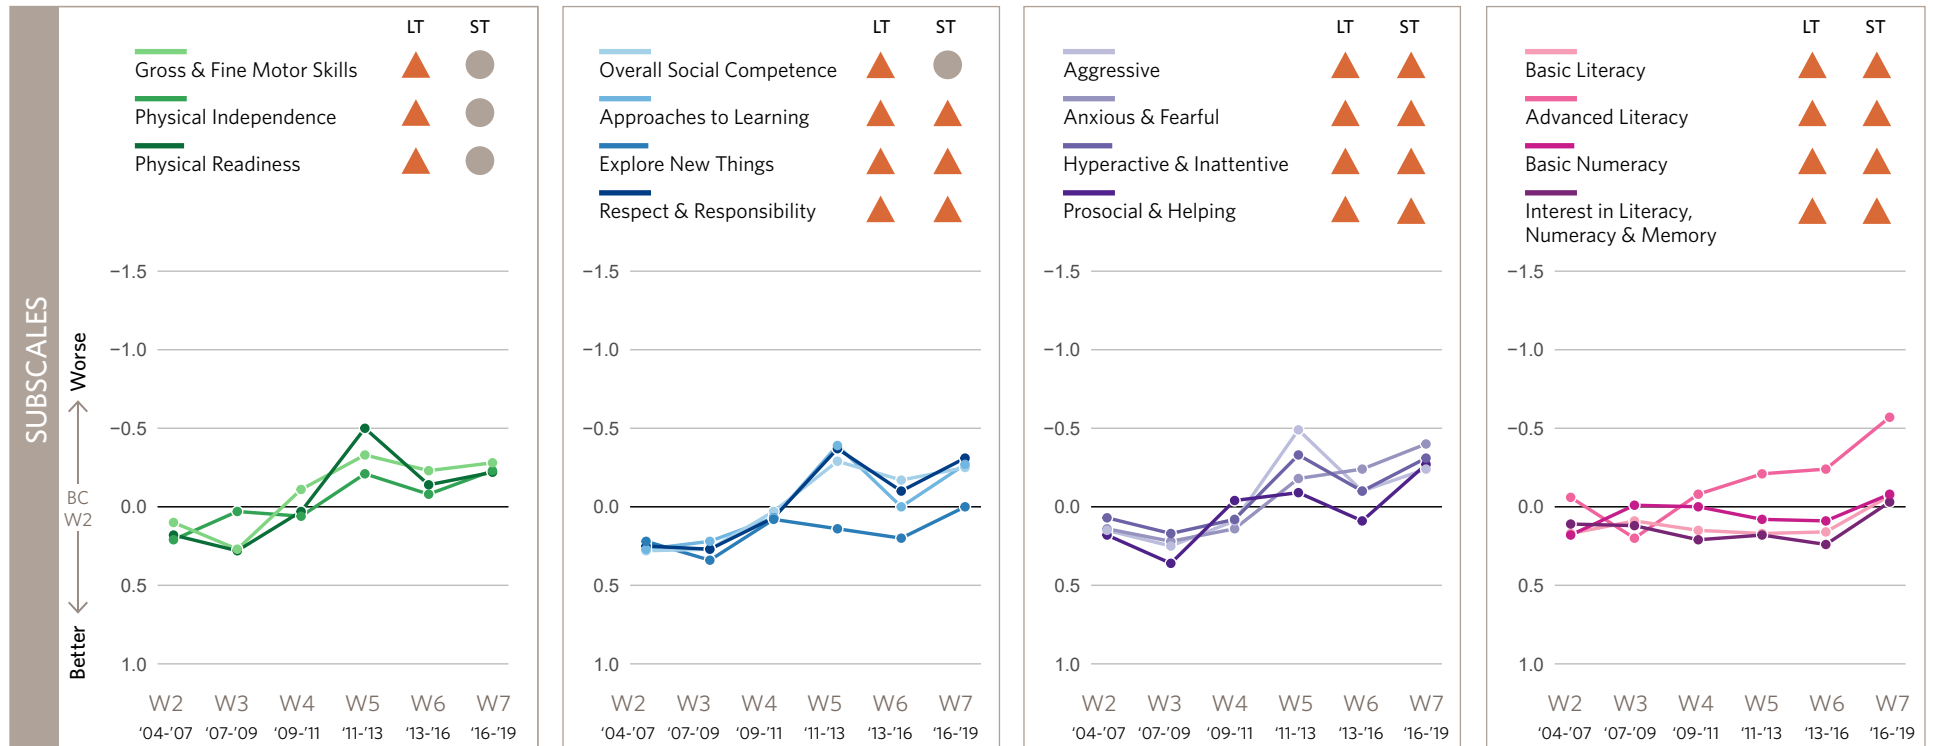 SUBSCALES
Worse
BC
W2
Better
LT ST
Gross & Fine Motor Skills
Physical Independence
Physical Readiness
−1.5
−1.0
−0.5
0.0
0.5
1.0
W2 W3 W4 W5 W6 W7
‘04-’07 ‘07-’09 ‘09-’11 ‘11-’13 ‘13-’16 ‘16-’19
LT ST
Overall Social Competence
Approaches to Learning
Explore New Things
Respect & Responsibility
−1.5
−1.0
−0.5
0.0
0.5
1.0
W2 W3 W4 W5 W6 W7
‘04-’07 ‘07-’09 ‘09-’11 ‘11-’13 ‘13-’16 ‘16-’19
LT ST
Aggressive
Anxious & Fearful
Hyperactive & Inattentive
Prosocial & Helping
−1.5
−1.0
−0.5
0.0
0.5
1.0
W2 W3 W4 W5 W6 W7
‘04-’07 ‘07-’09 ‘09-’11 ‘11-’13 ‘13-’16 ‘16-’19
LT ST
Basic Literacy
Advanced Literacy
Basic Numeracy
Interest in Literacy,
Numeracy & Memory
−1.5
−1.0
−0.5
0.0
0.5
1.0
W2 W3 W4 W5 W6 W7
‘04-’07 ‘07-’09 ‘09-’11 ‘11-’13 ‘13-’16 ‘16-’19